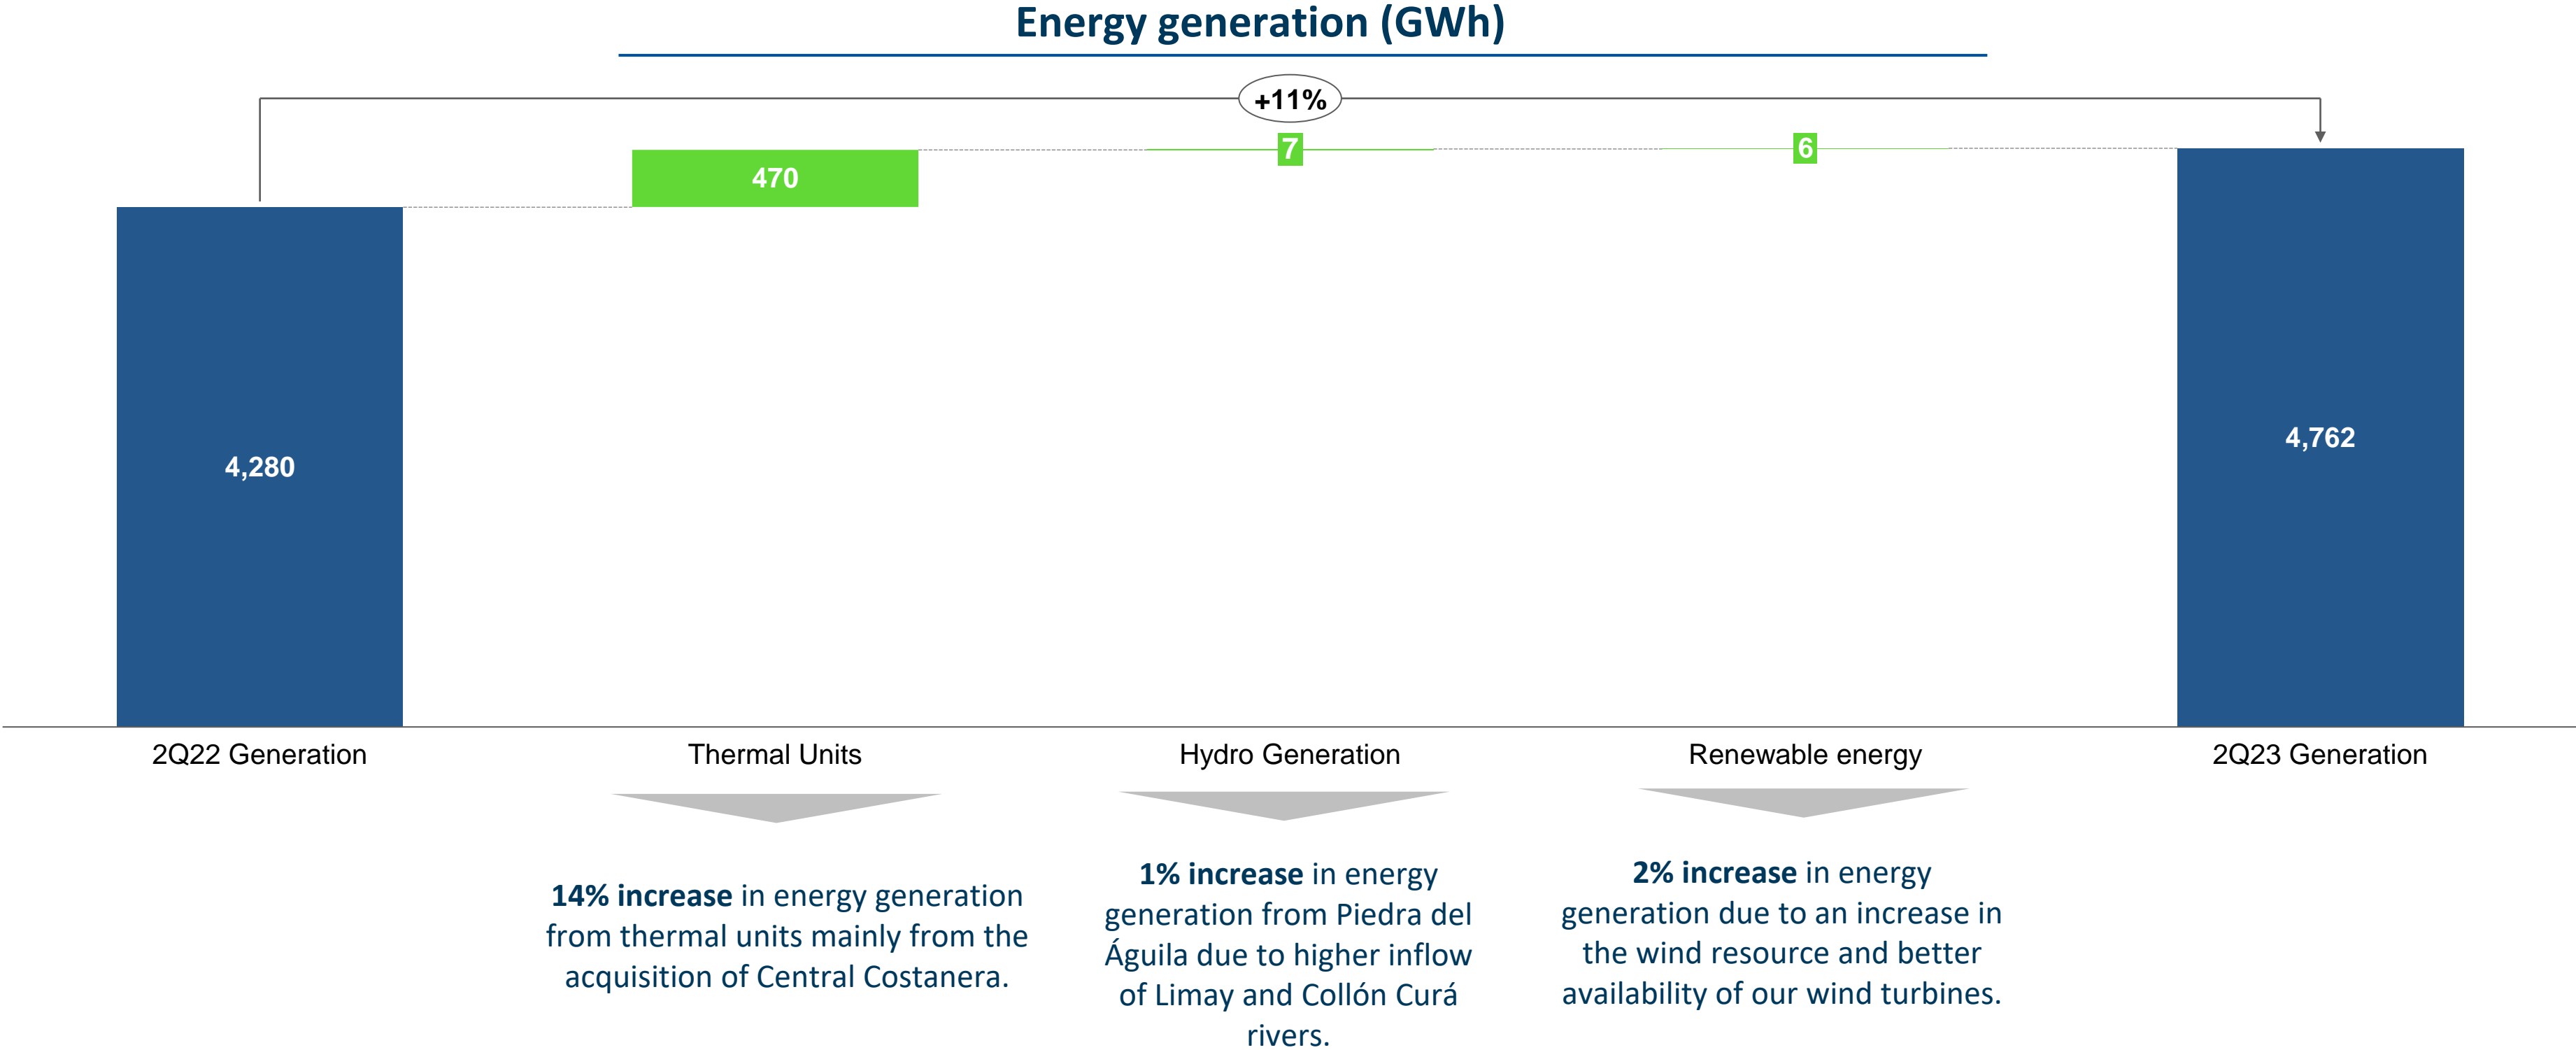 Energy generation (GWh)
+11%
7
6
470
4,280
4,762
2Q22 Generation
Thermal Units
Hydro Generation
Renewable energy
2Q23 Generation
14% increase in energy generation
from thermal units mainly from the
acquisition of Central Costanera.
1% increase in energy
generation from Piedra del
Águila due to higher inflow
of Limay and Collón Curá
rivers.
2% increase in energy
generation due to an increase in
the wind resource and better
availability of our wind turbines.